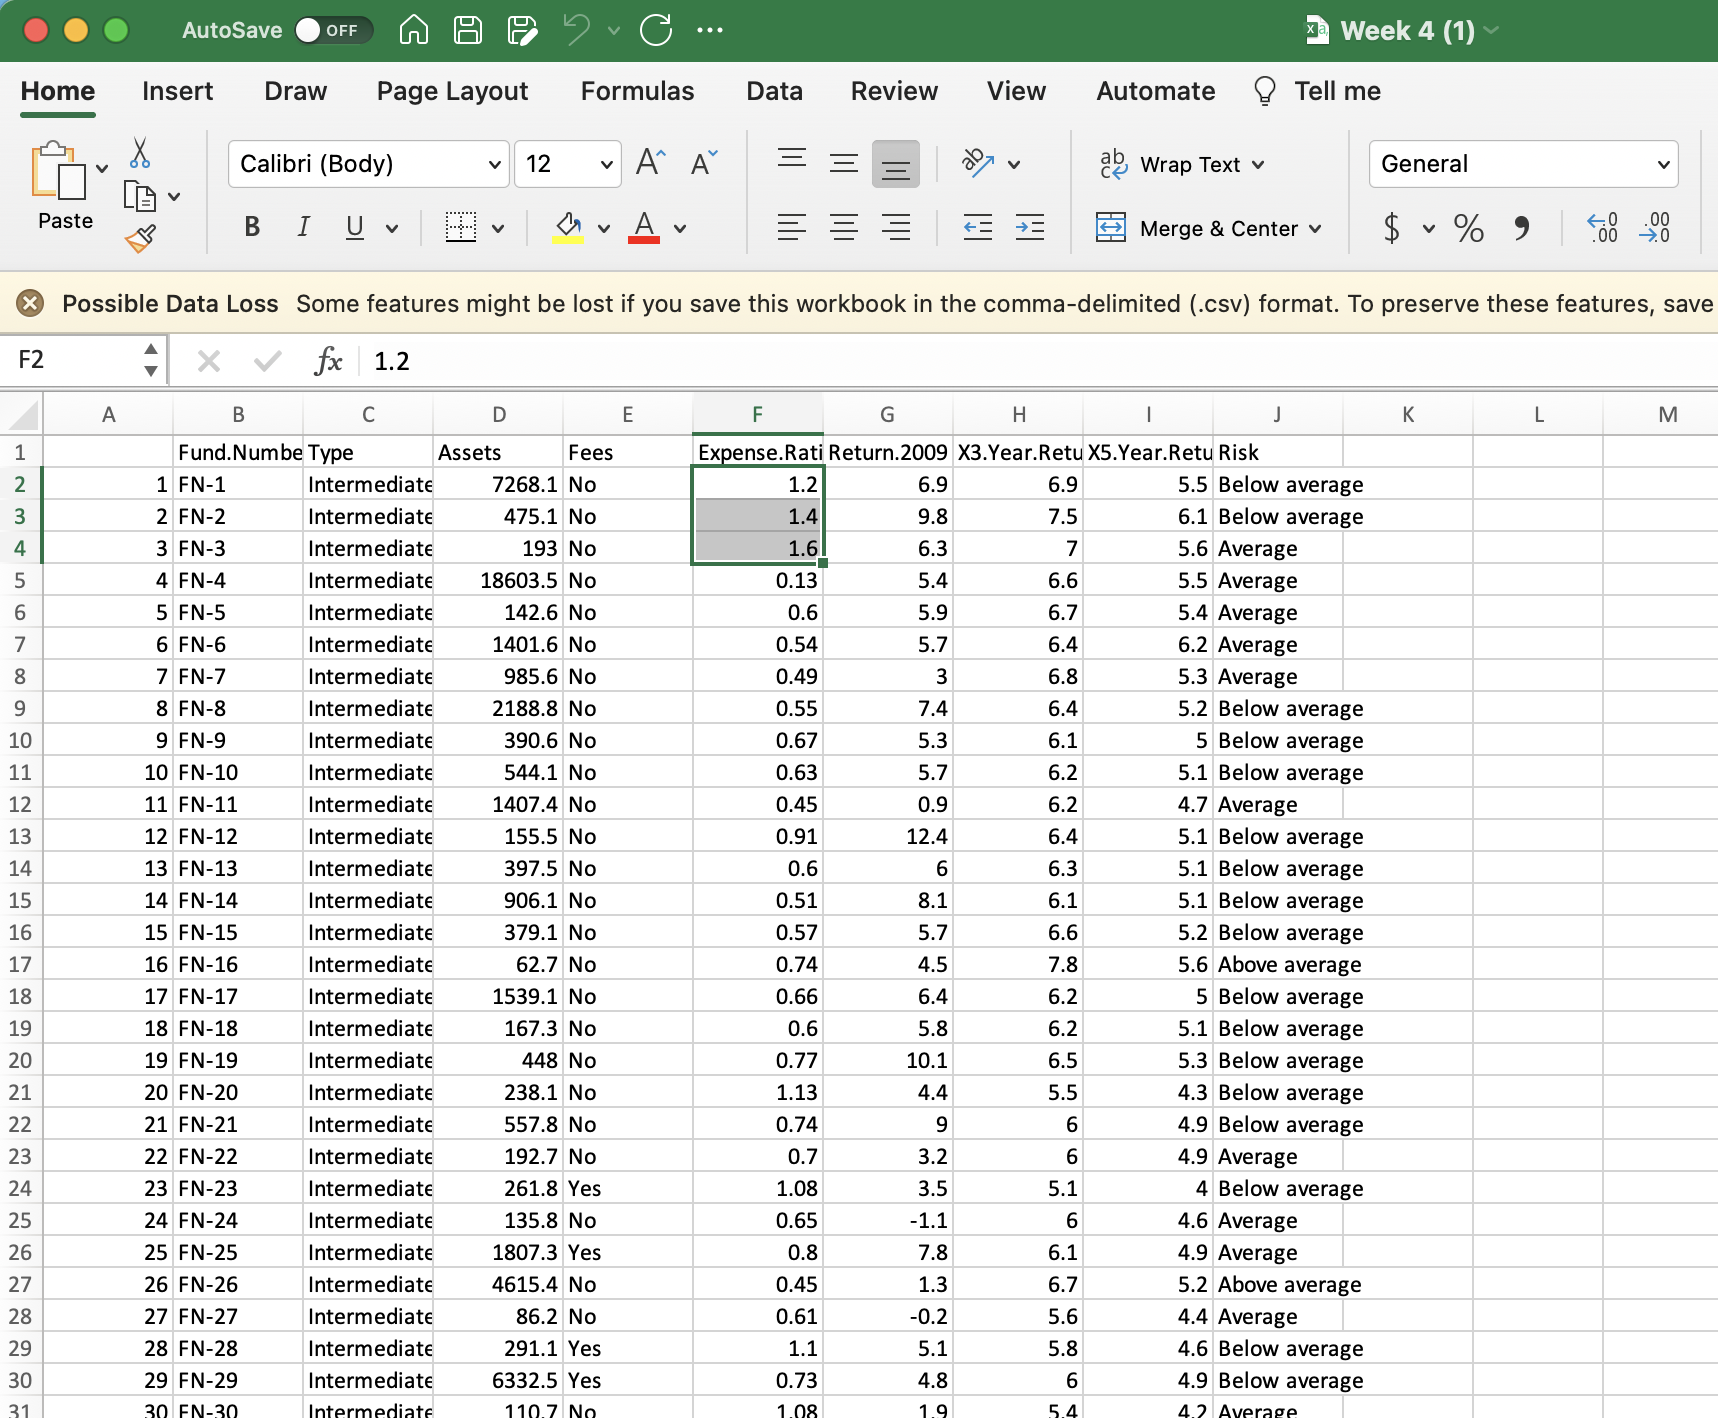 AutoSave OFF Week 4 (1)
Home Insert Draw Page Layout Formulas Data Review View Automate Tell me
Paste
Calibri (Body) 12 Wrap Text General
B I U A Merge & Center $ % .00 .00
Possible Data Loss Some features might be lost if you save this workbook in the comma-delimited (.csv) format. To preserve these features, save
F2 fx 1.2
A B C D E F G H I J K L M
1 Fund.Numbe Type Assets Fees Expense.Rati Return.2009 X3.Year.Retu X5.Year.Retu Risk
2 1 FN-1 Intermediate 7268.1 No 1.2 6.9 6.9 5.5 Below average
3 2 FN-2 Intermediate 475.1 No 1.4 9.8 7.5 6.1 Below average
4 3 FN-3 Intermediate 193 No 1.6 6.3 7 5.6 Average
5 4 FN-4 Intermediate 18603.5 No 0.13 5.4 6.6 5.5 Average
6 5 FN-5 Intermediate 142.6 No 0.6 5.9 6.7 5.4 Average
7 6 FN-6 Intermediate 1401.6 No 0.54 5.7 6.4 6.2 Average
8 7 FN-7 Intermediate 985.6 No 0.49 3 6.8 5.3 Average
9 8 FN-8 Intermediate 2188.8 No 0.55 7.4 6.4 5.2 Below average
10 9 FN-9 Intermediate 390.6 No 0.67 5.3 6.1 5 Below average
11 10 FN-10 Intermediate 544.1 No 0.63 5.7 6.2 5.1 Below average
12 11 FN-11 Intermediate 1407.4 No 0.45 0.9 6.2 4.7 Average
13 12 FN-12 Intermediate 155.5 No 0.91 12.4 6.4 5.1 Below average
14 13 FN-13 Intermediate 397.5 No 0.6 6 6.3 5.1 Below average
15 14 FN-14 Intermediate 906.1 No 0.51 8.1 6.1 5.1 Below average
16 15 FN-15 Intermediate 379.1 No 0.57 5.7 6.6 5.2 Below average
17 16 FN-16 Intermediate 62.7 No 0.74 4.5 7.8 5.6 Above average
18 17 FN-17 Intermediate 1539.1 No 0.66 6.4 6.2 5 Below average
19 18 FN-18 Intermediate 167.3 No 0.6 5.8 6.2 5.1 Below average
20 19 FN-19 Intermediate 448 No 0.77 10.1 6.5 5.3 Below average
21 20 FN-20 Intermediate 238.1 No 1.13 4.4 5.5 4.3 Below average
22 21 FN-21 Intermediate 557.8 No 0.74 9 6 4.9 Below average
23 22 FN-22 Intermediate 192.7 No 0.7 3.2 6 4.9 Average
24 23 FN-23 Intermediate 261.8 Yes 1.08 3.5 5.1 4 Below average
25 24 FN-24 Intermediate 135.8 No 0.65 -1.1 6 4.6 Average
26 25 FN-25 Intermediate 1807.3 Yes 0.8 7.8 6.1 4.9 Average
27 26 FN-26 Intermediate 4615.4 No 0.45 1.3 6.7 5.2 Above average
28 27 FN-27 Intermediate 86.2 No 0.61 -0.2 5.6 4.4 Average
29 28 FN-28 Intermediate 291.1 Yes 1.1 5.1 5.8 4.6 Below average
30 29 FN-29 Intermediate 6332.5 Yes 0.73 4.8 6 4.9 Below average
31 30 FN-30 Intermediate 110.7 No 1.08 1.9 5.4 4.2 Average